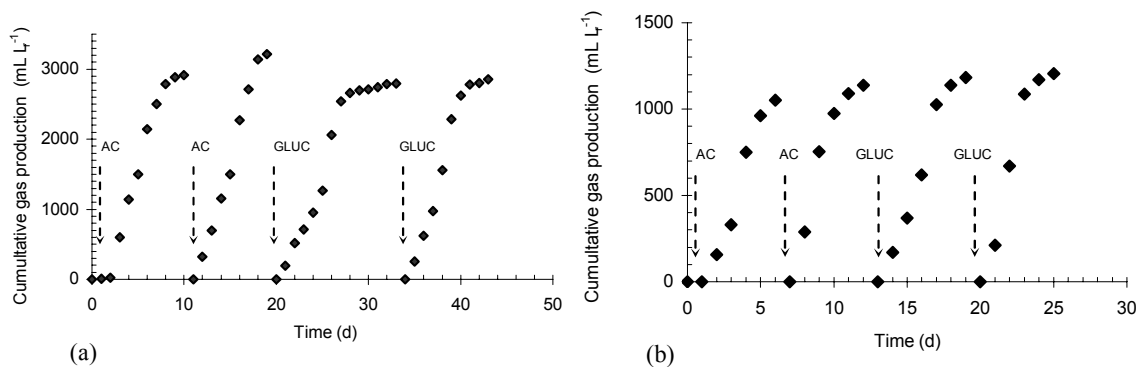 Cumultative gas production (mL Lᵣ⁻¹)
3000
2000
1000
0
AC
AC
GLUC
GLUC
0
10
20
30
40
50
Time (d)
(a)
Cumultative gas production (mL Lᵣ⁻¹)
1500
1000
500
0
AC
AC
GLUC
GLUC
0
5
10
15
20
25
30
Time (d)
(b)